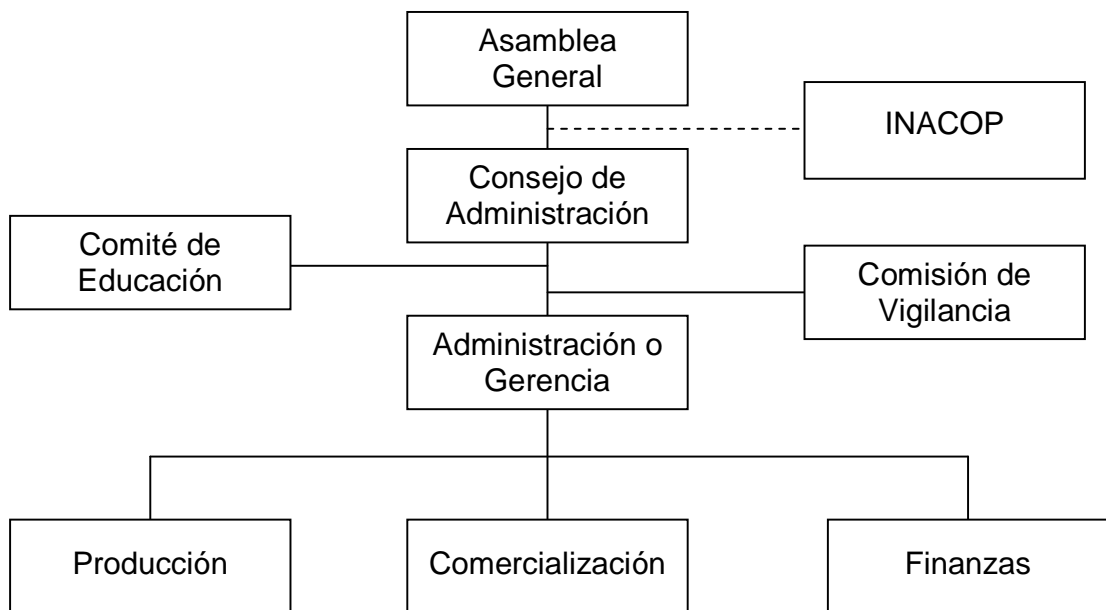 Asamblea
General
INACOP
Consejo de
Administración
Comité de
Educación
Comisión de
Vigilancia
Administración o
Gerencia
Producción
Comercialización
Finanzas